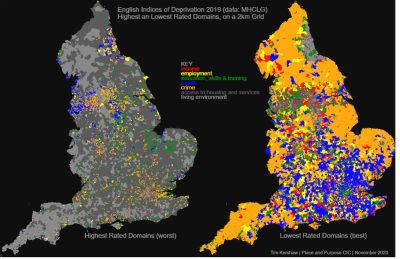 English Indices of Deprivation 2019 (data: MHCLG)
Highest an Lowest Rated Domains, on a 2km Grid
KEY
income
employment
education, skills & training
health
crime
access to housing and services
living environment
Highest Rated Domains (worst)
Lowest Rated Domains (best)
Tim Kershaw | Place and Purpose CIC | November 2020